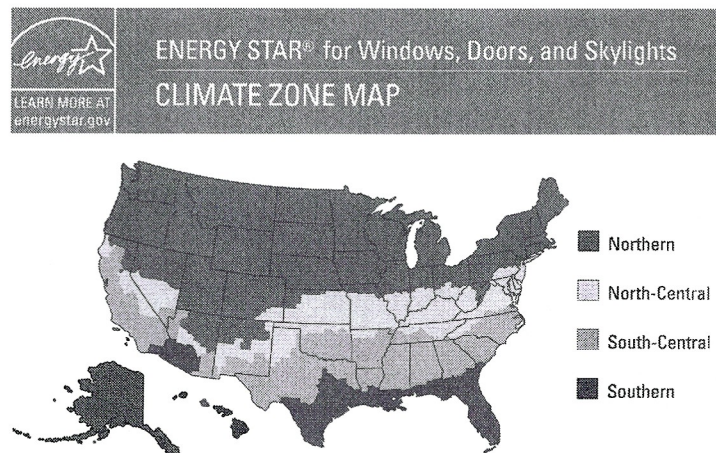 energy
LEARN MORE AT
energystar.gov
ENERGY STAR® for Windows, Doors, and Skylights
CLIMATE ZONE MAP
Northern
North-Central
South-Central
Southern